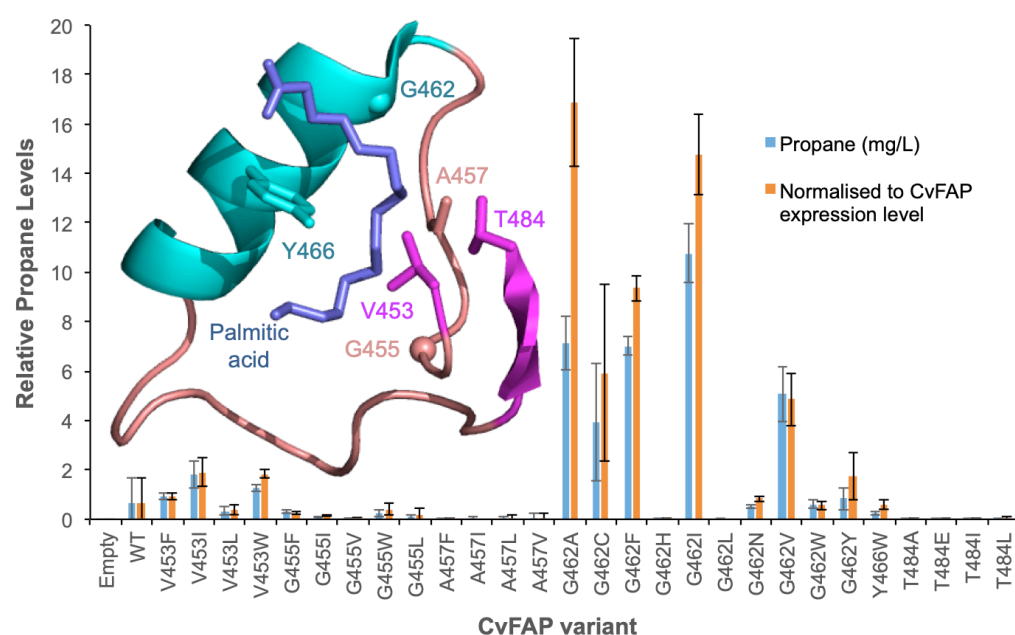 Relative Propane Levels
20
18
16
14
12
10
8
6
4
2
0
G462
A457
T484
Y466
V453
Palmitic
acid
G455
Propane (mg/L)
Normalised to CvFAP
expression level
Empty
WT
V453F
V453I
V453L
V453W
G455F
G455I
G455V
G455W
G455L
A457F
A457I
A457L
A457V
G462A
G462C
G462F
G462H
G462I
G462L
G462N
G462V
G462W
G462Y
Y466W
T484A
T484E
T484I
T484L
CvFAP variant